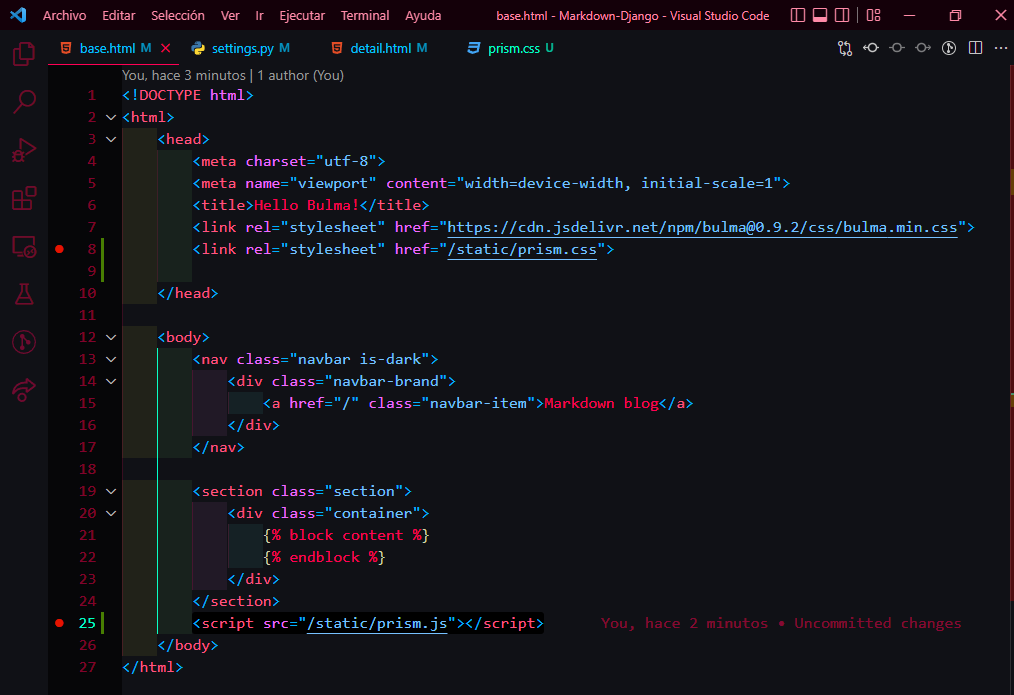 Archivo Editar Selección Ver Ir Ejecutar Terminal Ayuda base.html - Markdown-Django - Visual Studio Code
base.html M settings.py M detail.html M prism.css U
You, hace 3 minutos | 1 author (You)
1 <!DOCTYPE html>
2 <html>
3 <head>
4 <meta charset="utf-8">
5 <meta name="viewport" content="width=device-width, initial-scale=1">
6 <title>Hello Bulma!</title>
7 <link rel="stylesheet" href="https://cdn.jsdelivr.net/npm/bulma@0.9.2/css/bulma.min.css">
8 <link rel="stylesheet" href="/static/prism.css">
9
10 </head>
11
12 <body>
13 <nav class="navbar is-dark">
14 <div class="navbar-brand">
15 <a href="/" class="navbar-item">Markdown blog</a>
16 </div>
17 </nav>
18
19 <section class="section">
20 <div class="container">
21 {% block content %}
22 {% endblock %}
23 </div>
24 </section>
25 <script src="/static/prism.js"></script> You, hace 2 minutos • Uncommitted changes
26 </body>
27 </html>